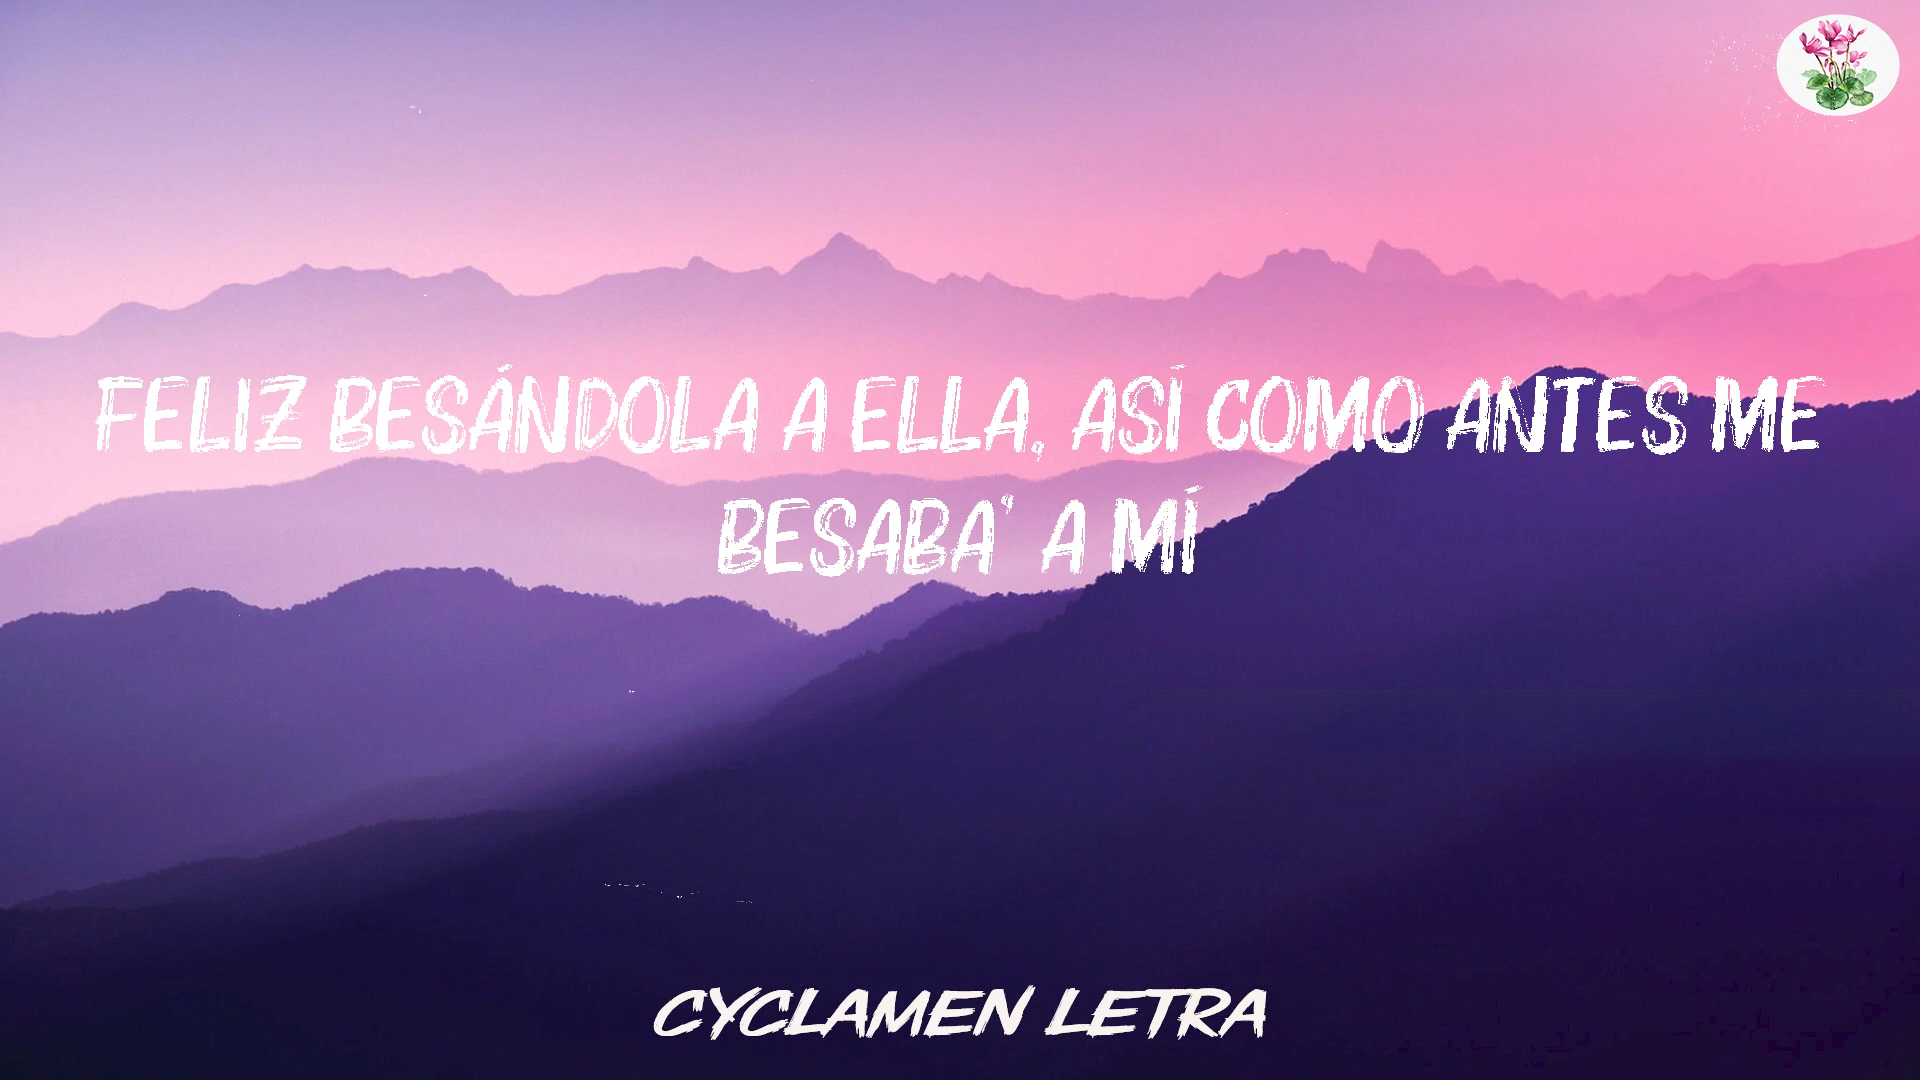 FELIZ BESÁNDOLA A ELLA, ASÍ COMO ANTES ME
BESABA' A MÍ
CYCLAMEN LETRA